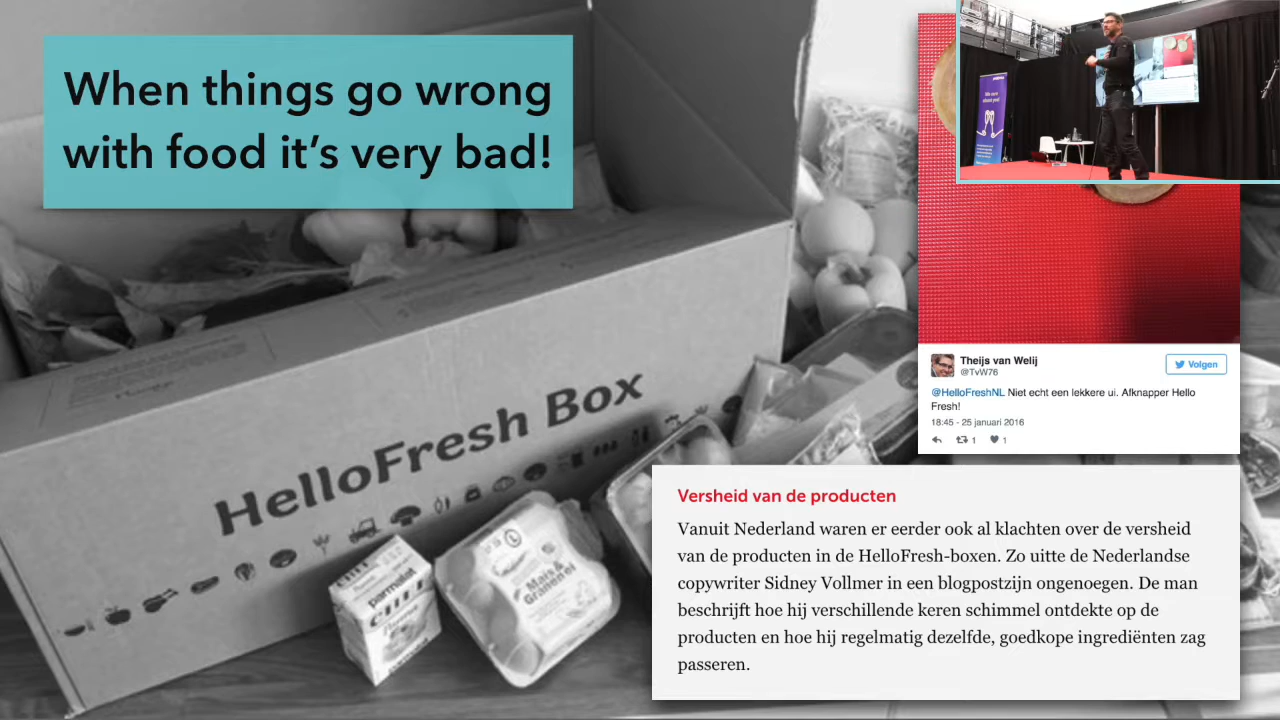 When things go wrong
with food it's very bad!
HelloFresh Box
parmalat
Maïs &
Theijs van Welij
@TvW76
Volgen
@HelloFreshNL Niet echt een lekkere ui. Afknapper Hello
Fresh!
18:45 - 25 januari 2016
1
1
Versheid van de producten
Vanuit Nederland waren er eerder ook al klachten over de versheid
van de producten in de HelloFresh-boxen. Zo uitte de Nederlandse
copywriter Sidney Vollmer in een blogpostzijn ongenoegen. De man
beschrijft hoe hij verschillende keren schimmel ontdekte op de
producten en hoe hij regelmatig dezelfde, goedkope ingrediënten zag
passeren.